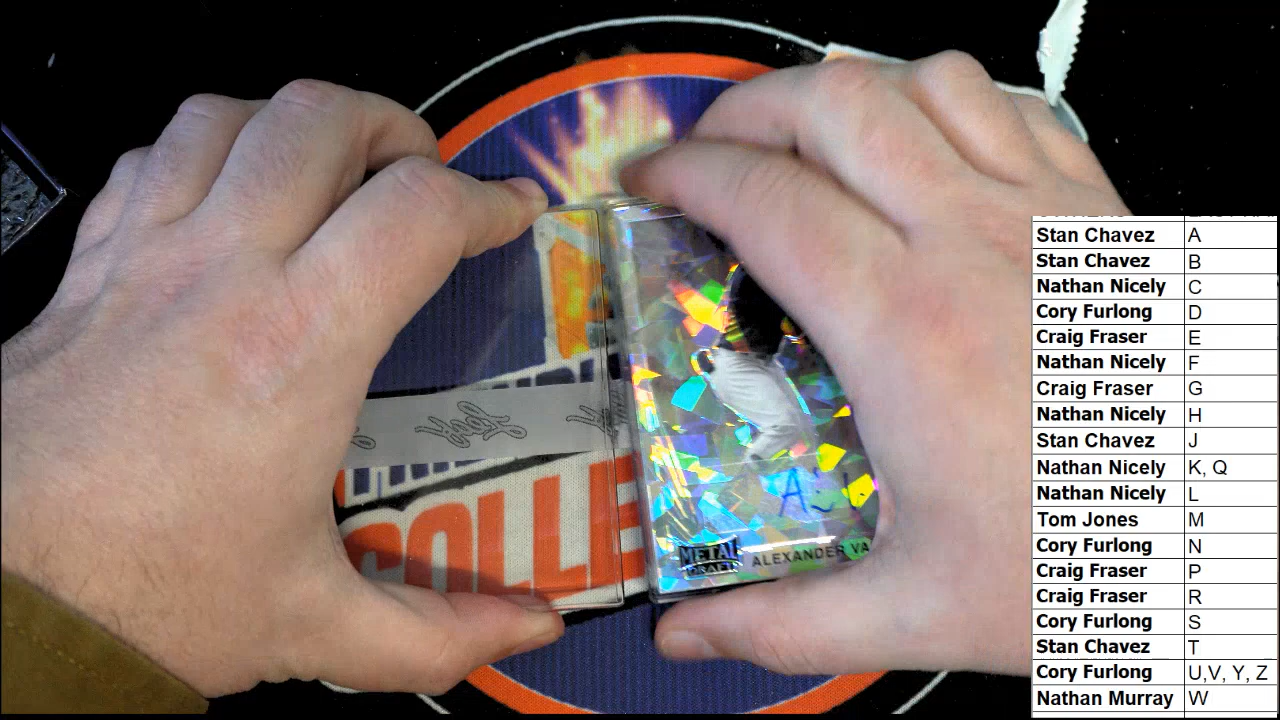 Stan Chavez A
Stan Chavez B
Nathan Nicely C
Cory Furlong D
Craig Fraser E
Nathan Nicely F
Craig Fraser G
Nathan Nicely H
Stan Chavez J
Nathan Nicely K, Q
Nathan Nicely L
Tom Jones M
Cory Furlong N
Craig Fraser P
Craig Fraser R
Cory Furlong S
Stan Chavez T
Cory Furlong U,V, Y, Z
Nathan Murray W
COLLE
METAL
DRAFT
ALEXANDER VA